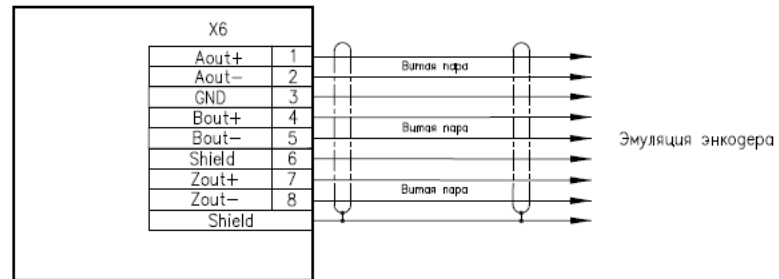 X6
Aout+ 1
Aout- 2
GND 3
Bout+ 4
Bout- 5
Shield 6
Zout+ 7
Zout- 8
Shield
Витая пара
Витая пара
Витая пара
Эмуляция энкодера